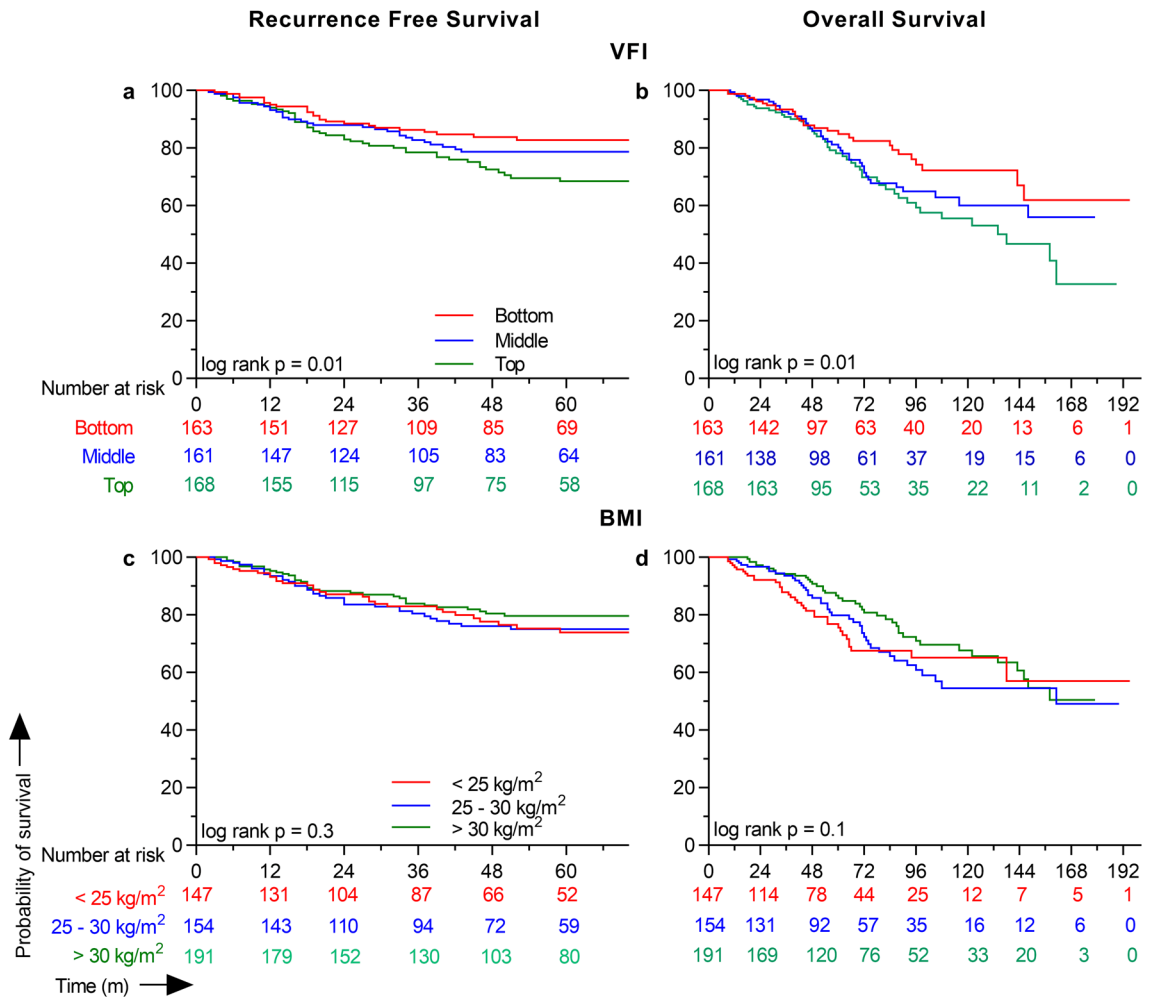 Recurrence Free Survival
Overall Survival
VFI
a
100
80
60
40
20
0
Bottom
Middle
Top
log rank p = 0.01
b
100
80
60
40
20
0
log rank p = 0.01
Number at risk
0 12 24 36 48 60
Bottom 163 151 127 109 85 69
Middle 161 147 124 105 83 64
Top 168 155 115 97 75 58
0 24 48 72 96 120 144 168 192
163 142 97 63 40 20 13 6 1
161 138 98 61 37 19 15 6 0
168 163 95 53 35 22 11 2 0
BMI
c
100
80
60
40
20
0
< 25 kg/m²
25 - 30 kg/m²
> 30 kg/m²
log rank p = 0.3
d
100
80
60
40
20
0
log rank p = 0.1
Number at risk
0 12 24 36 48 60
< 25 kg/m² 147 131 104 87 66 52
25 - 30 kg/m² 154 143 110 94 72 59
> 30 kg/m² 191 179 152 130 103 80
0 24 48 72 96 120 144 168 192
147 114 78 44 25 12 7 5 1
154 131 92 57 35 16 12 6 0
191 169 120 76 52 33 20 3 0
Probability of survival
Time (m)